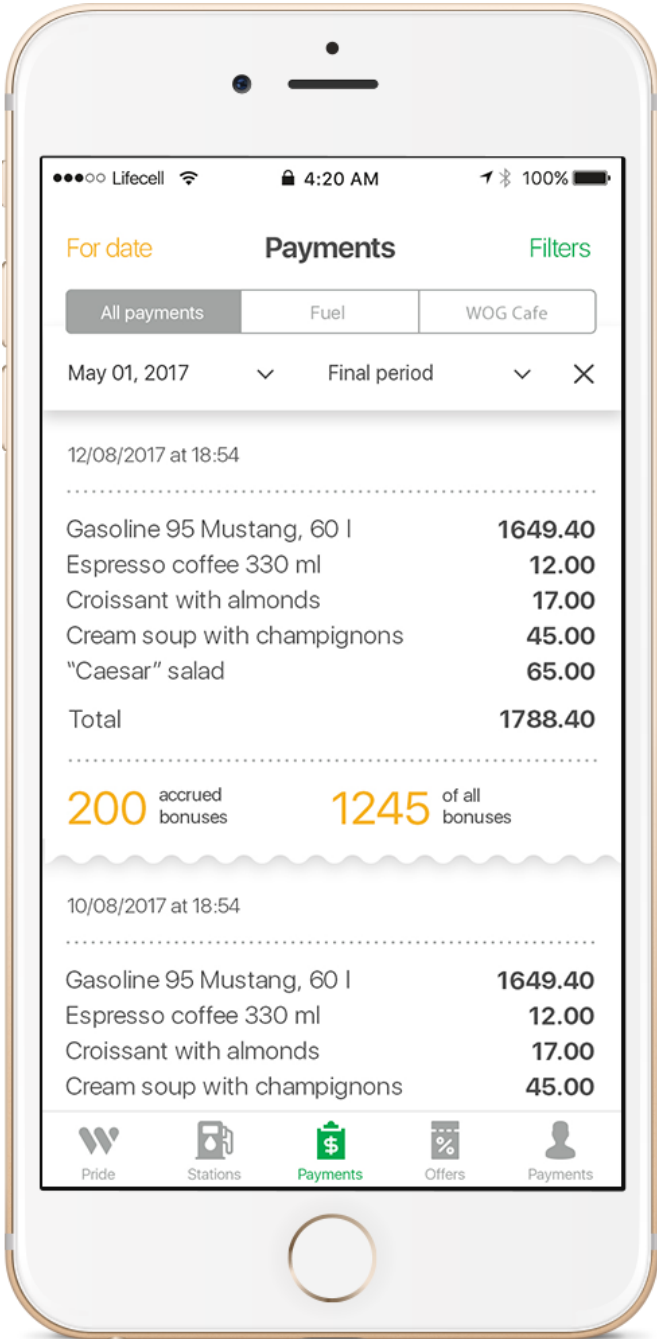 ●●●○○ Lifecell 4:20 AM 100%
For date Payments Filters
All payments Fuel WOG Cafe
May 01, 2017 Final period
12/08/2017 at 18:54
Gasoline 95 Mustang, 60 l 1649.40
Espresso coffee 330 ml 12.00
Croissant with almonds 17.00
Cream soup with champignons 45.00
“Caesar” salad 65.00
Total 1788.40
200 accrued bonuses 1245 of all bonuses
10/08/2017 at 18:54
Gasoline 95 Mustang, 60 l 1649.40
Espresso coffee 330 ml 12.00
Croissant with almonds 17.00
Cream soup with champignons 45.00
$ %
Pride Stations Payments Offers Payments